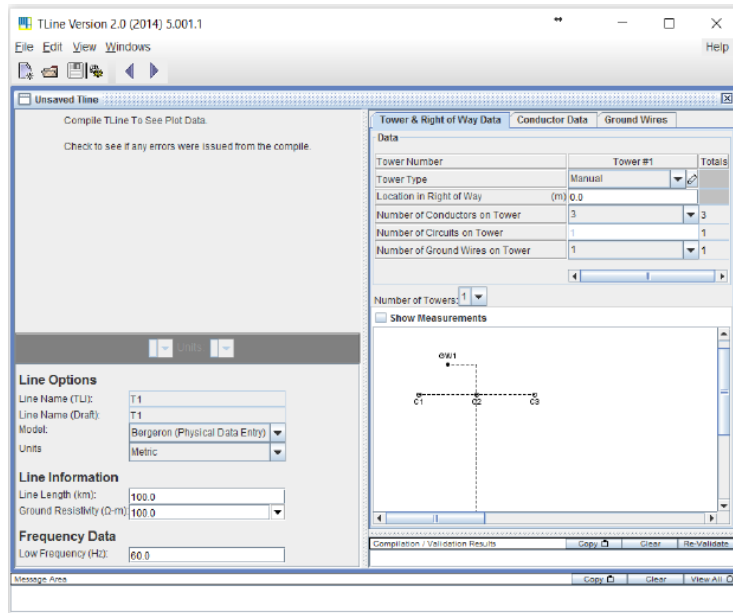 TLine Version 2.0 (2014) 5.001.1
File Edit View Windows Help
Unsaved Tline
Compile TLine To See Plot Data.
Check to see if any errors were issued from the compile.
Units
Line Options
Line Name (TLI): T1
Line Name (Draft): T1
Model: Bergeron (Physical Data Entry)
Units Metric
Line Information
Line Length (km): 100.0
Ground Resistivity (Ω-m) 100.0
Frequency Data
Low Frequency (Hz): 60.0
Tower & Right of Way Data Conductor Data Ground Wires
Data
Tower Number Tower #1 Totals
Tower Type Manual
Location in Right of Way (m) 0.0
Number of Conductors on Tower 3 3
Number of Circuits on Tower 1 1
Number of Ground Wires on Tower 1 1
Number of Towers: 1
Show Measurements
GW1
C1 C2 C3
Compilation / Validation Results Copy Clear Re-Validate
Message Area Copy Clear View All